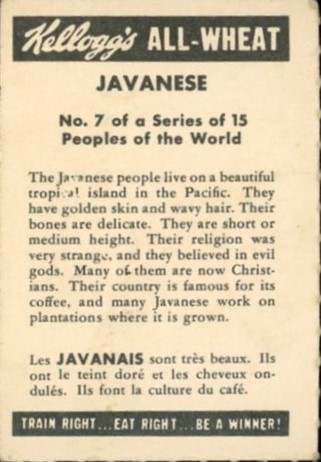 Kellogg's ALL-WHEAT
JAVANESE
No. 7 of a Series of 15
Peoples of the World
The Javanese people live on a beautiful
tropical island in the Pacific. They
have golden skin and wavy hair. Their
bones are delicate. They are short or
medium height. Their religion was
very strange, and they believed in evil
gods. Many of them are now Christ-
ians. Their country is famous for its
coffee, and many Javanese work on
plantations where it is grown.
Les JAVANAIS sont très beaux. Ils
ont le teint doré et les cheveux on-
dulés. Ils font la culture du café.
TRAIN RIGHT...EAT RIGHT...BE A WINNER!